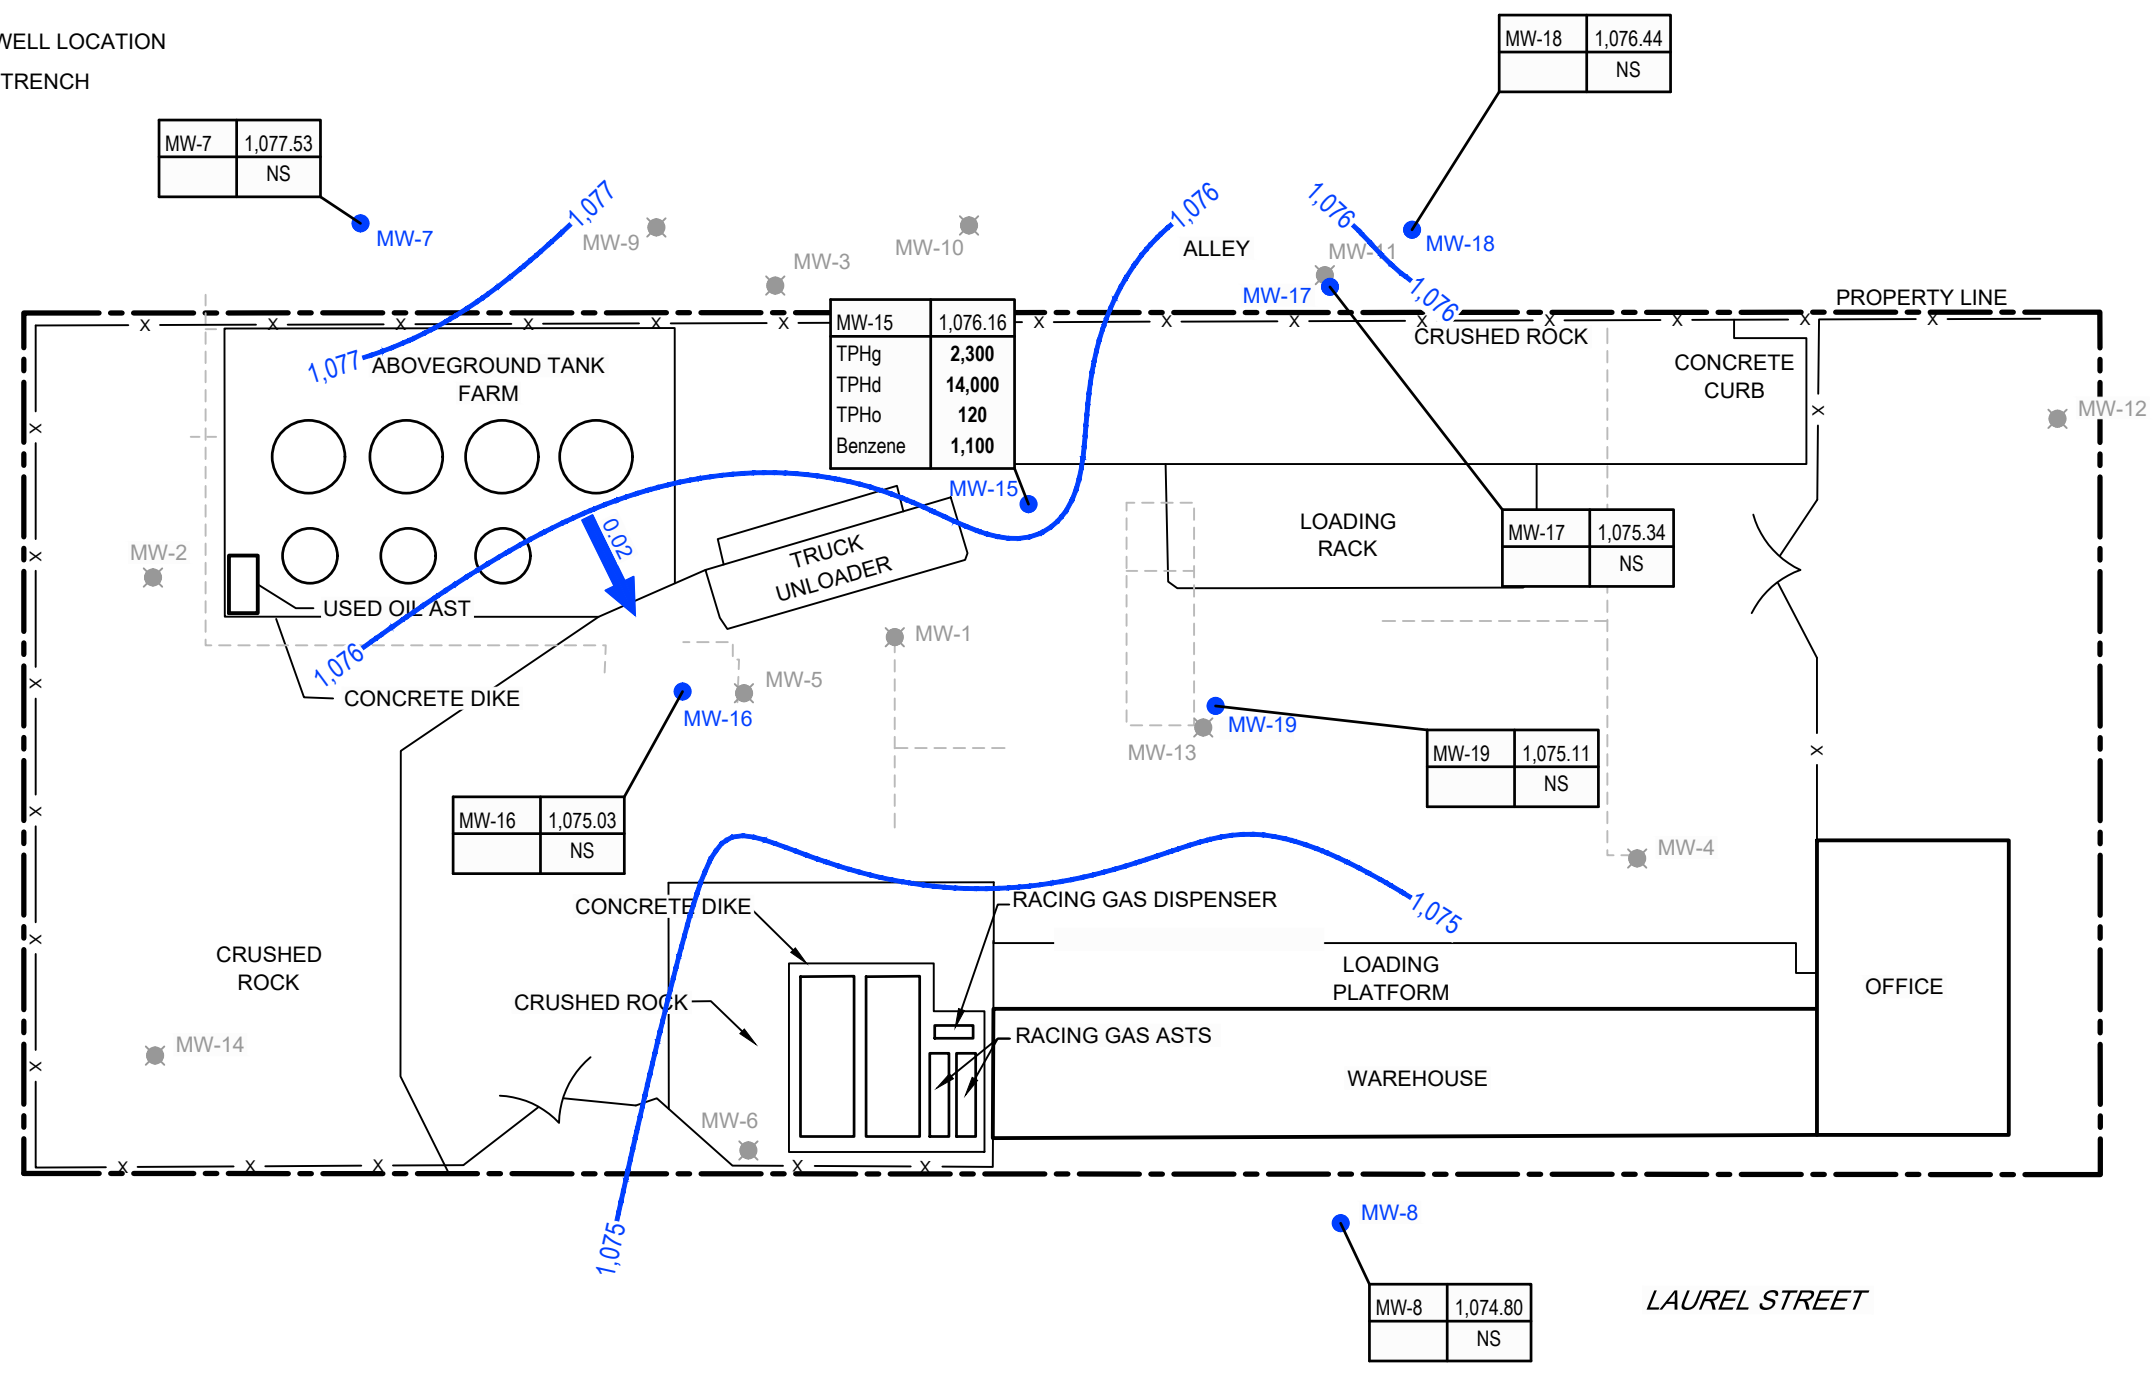 WELL LOCATION
TRENCH
MW-18 1,076.44
NS
MW-7 1,077.53
NS
1,077
MW-9
MW-7
MW-3
MW-10
1,076
ALLEY
1,076
MW-18
MW-11
MW-17
1,076
PROPERTY LINE
MW-15 1,076.16
TPHg 2,300
TPHd 14,000
TPHo 120
Benzene 1,100
CRUSHED ROCK
1,077
ABOVEGROUND TANK
FARM
CONCRETE
CURB
MW-12
MW-15
0.02
TRUCK
UNLOADER
LOADING
RACK
MW-17 1,075.34
NS
MW-2
USED OIL AST
MW-1
1,076
CONCRETE DIKE
MW-5
MW-16
MW-19
MW-13
MW-19 1,075.11
NS
MW-16 1,075.03
NS
MW-4
CONCRETE DIKE
RACING GAS DISPENSER
1,075
CRUSHED
ROCK
LOADING
PLATFORM
OFFICE
CRUSHED ROCK
RACING GAS ASTS
MW-14
WAREHOUSE
MW-6
1,075
MW-8
MW-8 1,074.80
NS
LAUREL STREET
X X X X X X X X X X X X X X
X X X X X X
X X
X X X X X